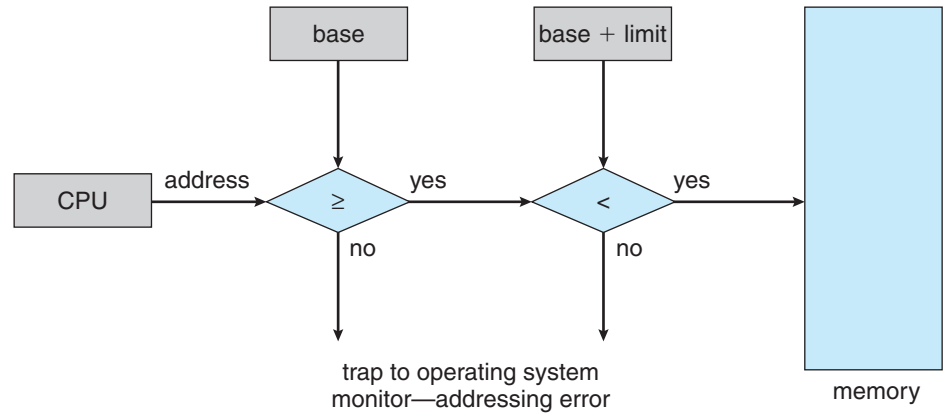 base
base + limit
CPU
address
≥
yes
<
yes
no
no
trap to operating system
monitor—addressing error
memory